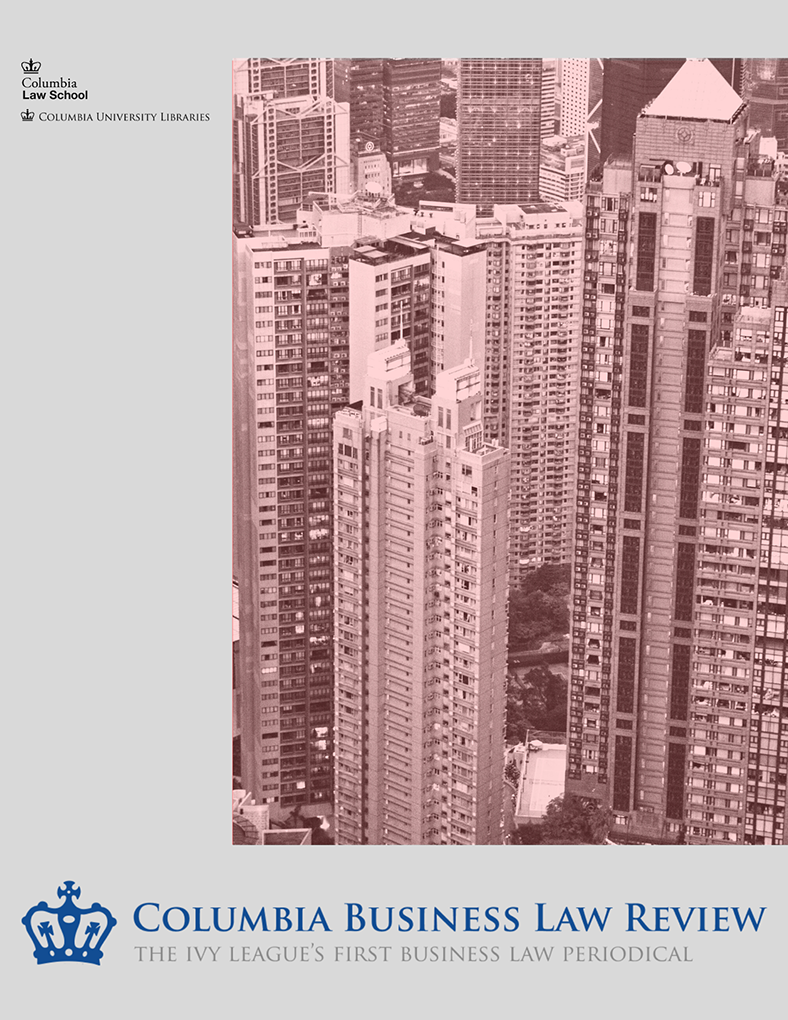 Columbia
Law School
COLUMBIA UNIVERSITY LIBRARIES
COLUMBIA BUSINESS LAW REVIEW
THE IVY LEAGUE'S FIRST BUSINESS LAW PERIODICAL